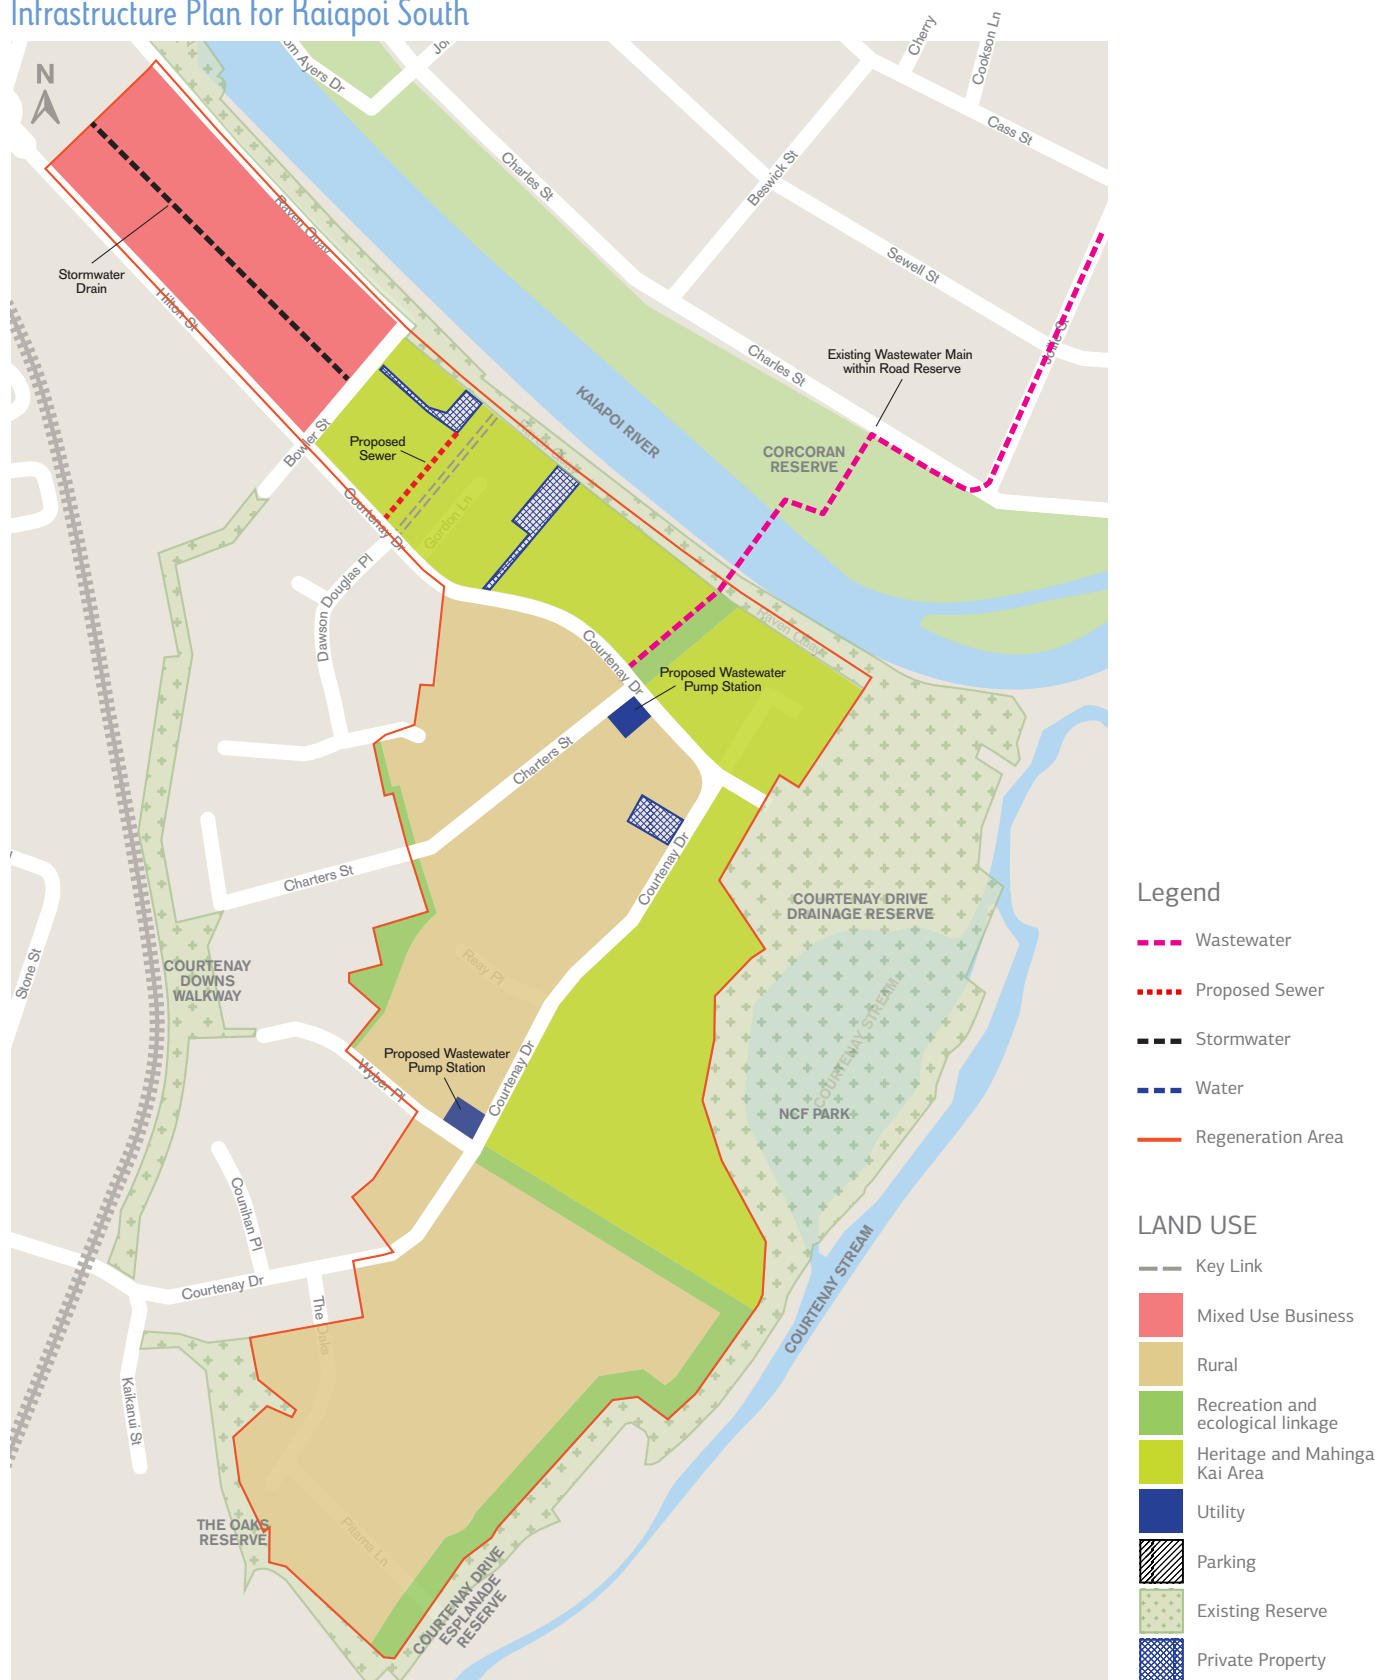 Infrastructure Plan for Kaiapoi South
N
Ayers Dr
Cherry
Cookson Ln
Cass St
Charles St
Beswick St
Sewell St
Raven Quay
Stormwater
Drain
Hilton St
Charles St
Existing Wastewater Main
within Road Reserve
KAIAPOI RIVER
CORCORAN
RESERVE
Bowler St
Proposed
Sewer
Courtenay Dr
Gordon Ln
Dawson Douglas Pl
Raven Quay
Courtenay Dr
Proposed Wastewater
Pump Station
Charters St
Charters St
Courtenay Dr
COURTENAY DRIVE
DRAINAGE RESERVE
Stone St
COURTENAY
DOWNS
WALKWAY
Reay Pl
COURTENAY STREAM
Proposed Wastewater
Pump Station
Wyber Pl
Courtenay Dr
NCF PARK
Counihan Pl
Courtenay Dr
The Oaks
COURTENAY STREAM
Kaikanui St
THE OAKS
RESERVE
Pitama Ln
COURTENAY DRIVE
ESPLANADE
RESERVE
Legend
Wastewater
Proposed Sewer
Stormwater
Water
Regeneration Area
LAND USE
Key Link
Mixed Use Business
Rural
Recreation and
ecological linkage
Heritage and Mahinga
Kai Area
Utility
Parking
Existing Reserve
Private Property